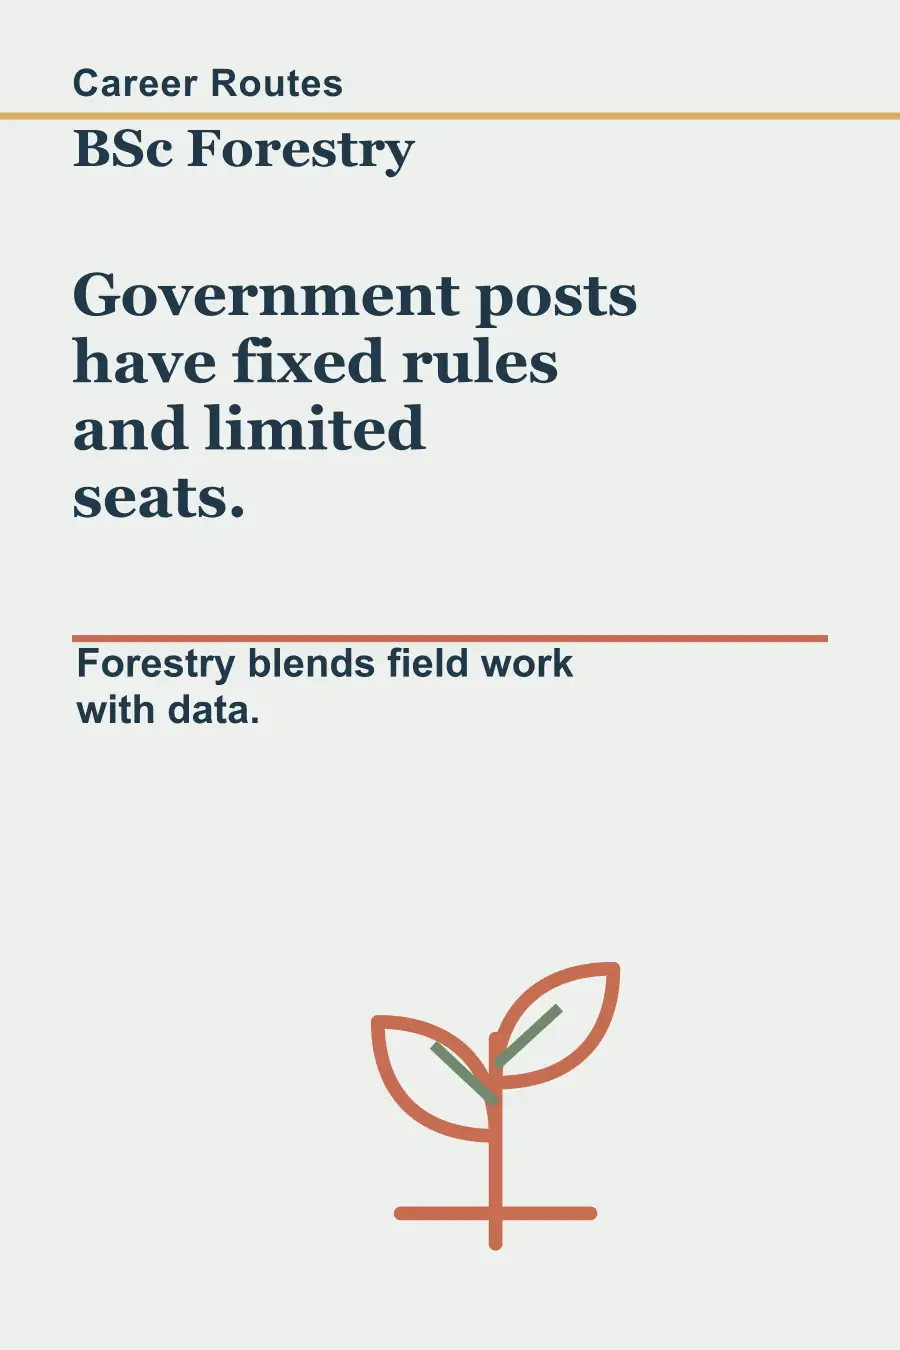 Career Routes
BSc Forestry
Government posts
have fixed rules
and limited
seats.
Forestry blends field work
with data.